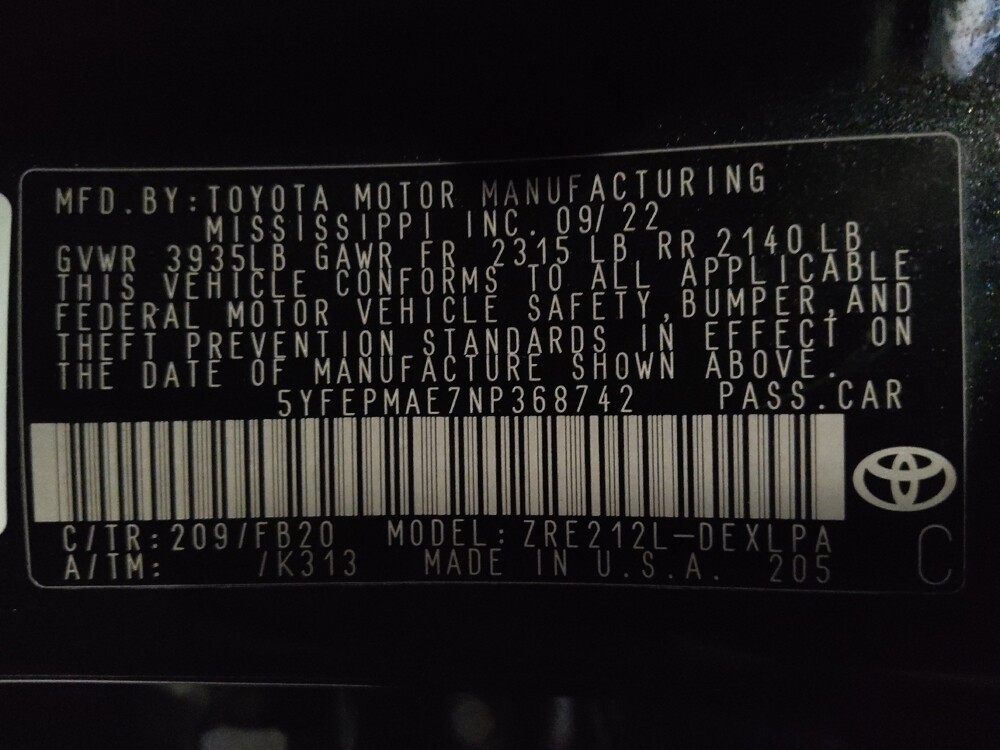 MFD.BY:TOYOTA MOTOR MANUFACTURING
MISSISSIPPI INC. 09/22
GVWR 3935LB GAWR FR 2315 LB RR 2140 LB
THIS VEHICLE CONFORMS TO ALL APPLICABLE
FEDERAL MOTOR VEHICLE SAFETY,BUMPER,AND
THEFT PREVENTION STANDARDS IN EFFECT ON
THE DATE OF MANUFACTURE SHOWN ABOVE.
5YFEPMAE7NP368742 PASS.CAR
C/TR:209/FB20 MODEL:ZRE212L-DEXLPA
A/TM: /K313 MADE IN U.S.A. 205
C